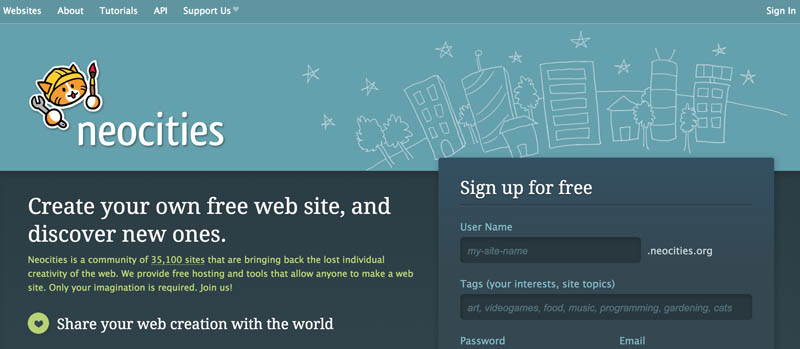 Websites About Tutorials API Support Us Sign In
neocities
Create your own free web site, and
discover new ones.
Neocities is a community of 35,100 sites that are bringing back the lost individual
creativity of the web. We provide free hosting and tools that allow anyone to make a web
site. Only your imagination is required. Join us!
Share your web creation with the world
Sign up for free
User Name
my-site-name .neocities.org
Tags (your interests, site topics)
art, videogames, food, music, programming, gardening, cats
Password Email